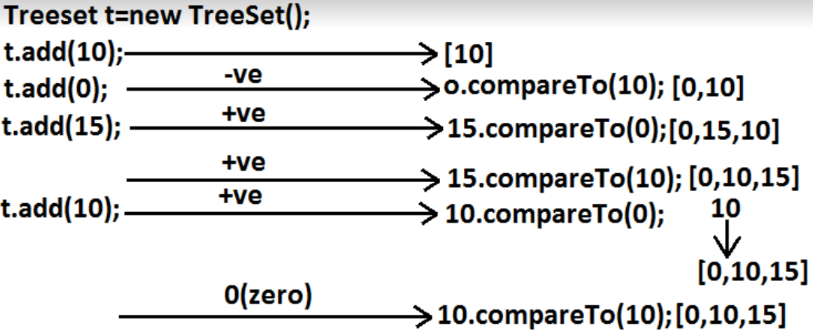 Treeset t=new TreeSet();
t.add(10); [10]
-ve
t.add(0); o.compareTo(10); [0,10]
+ve
t.add(15); 15.compareTo(0);[0,15,10]
+ve
15.compareTo(10); [0,10,15]
+ve
t.add(10); 10.compareTo(0); 10
[0,10,15]
0(zero)
10.compareTo(10);[0,10,15]